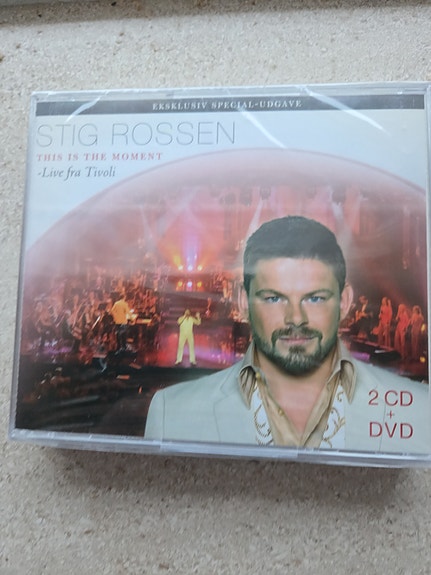 EKSKLUSIV SPECIAL-UDGAVE
STIG ROSSEN
THIS IS THE MOMENT
-Live fra Tivoli
2 CD
+
DVD